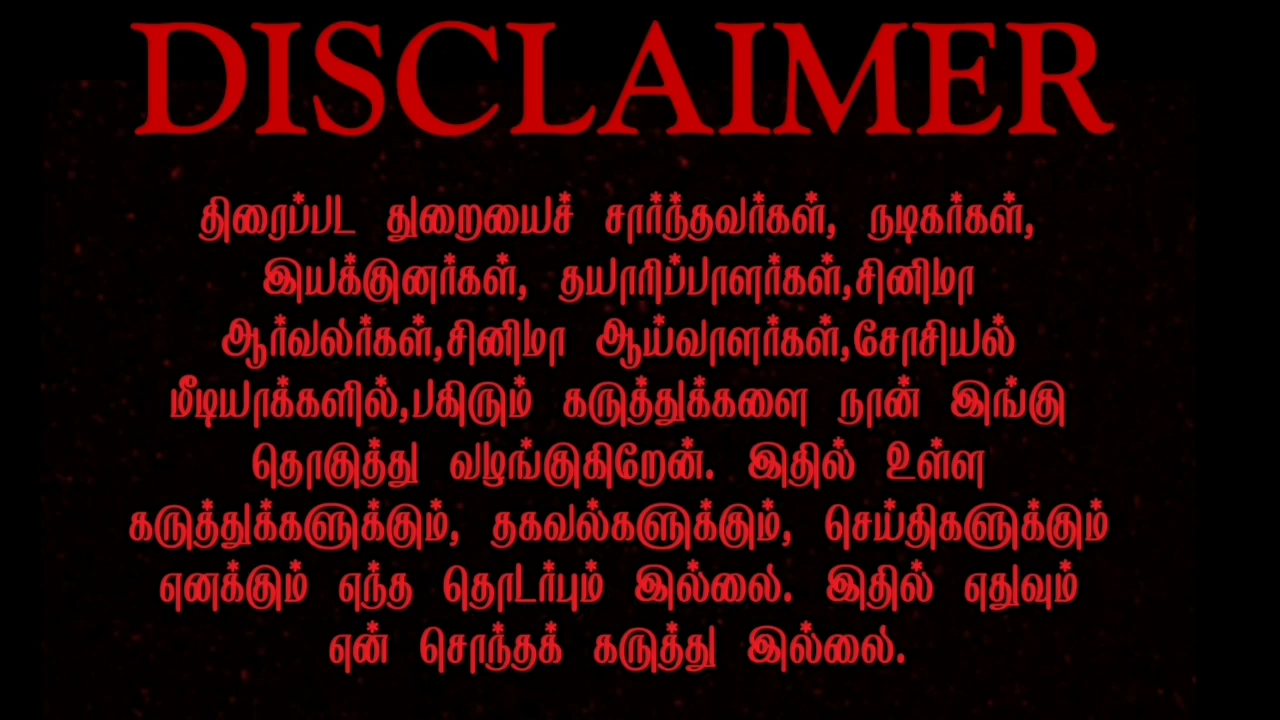 DISCLAIMER
திரைப்பட துறையைச் சார்ந்தவர்கள், நடிகர்கள்,
இயக்குனர்கள், தயாரிப்பாளர்கள்,சினிமா
ஆர்வலர்கள்,சினிமா ஆய்வாளர்கள்,சோசியல்
மீடியாக்களில்,பகிரும் கருத்துக்களை நான் இங்கு
தொகுத்து வழங்குகிறேன். இதில் உள்ள
கருத்துக்களுக்கும், தகவல்களுக்கும், செய்திகளுக்கும்
எனக்கும் எந்த தொடர்பும் இல்லை. இதில் எதுவும்
என் சொந்தக் கருத்து இல்லை.